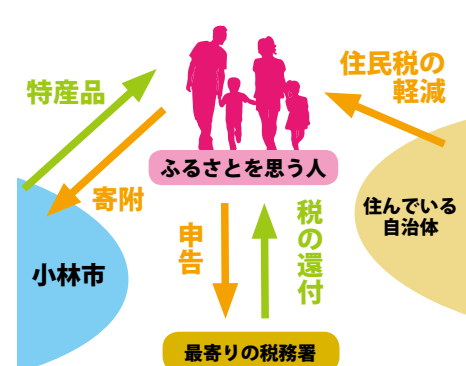 住民税の
軽減
特産品
ふるさとを思う人
寄附
住んでいる
自治体
税の還付
申告
小林市
最寄りの税務署